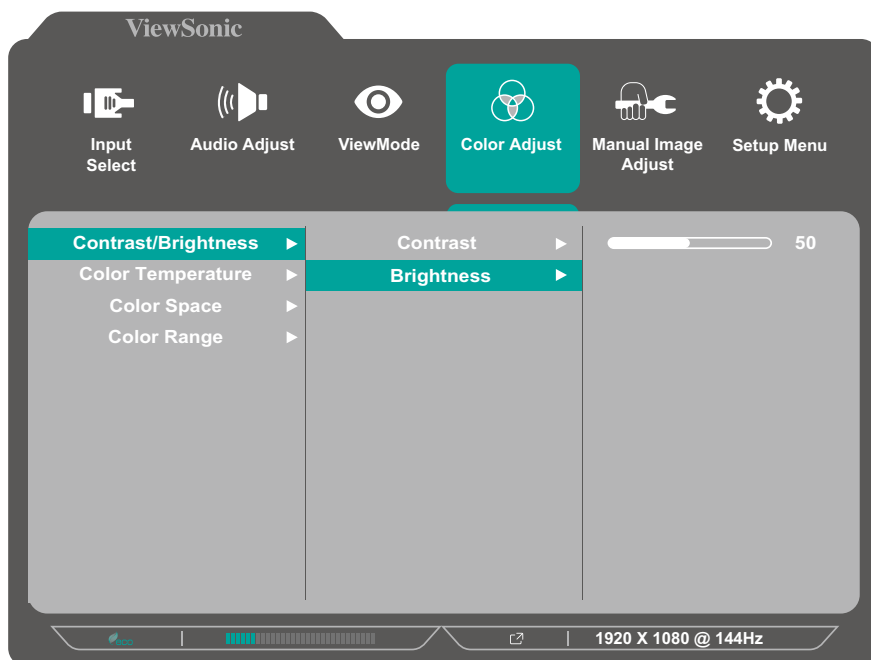 ViewSonic
Input
Select
Audio Adjust
ViewMode
Color Adjust
Manual Image
Adjust
Setup Menu
Contrast/Brightness
Contrast
50
Color Temperature
Brightness
Color Space
Color Range
eco
1920 X 1080 @ 144Hz